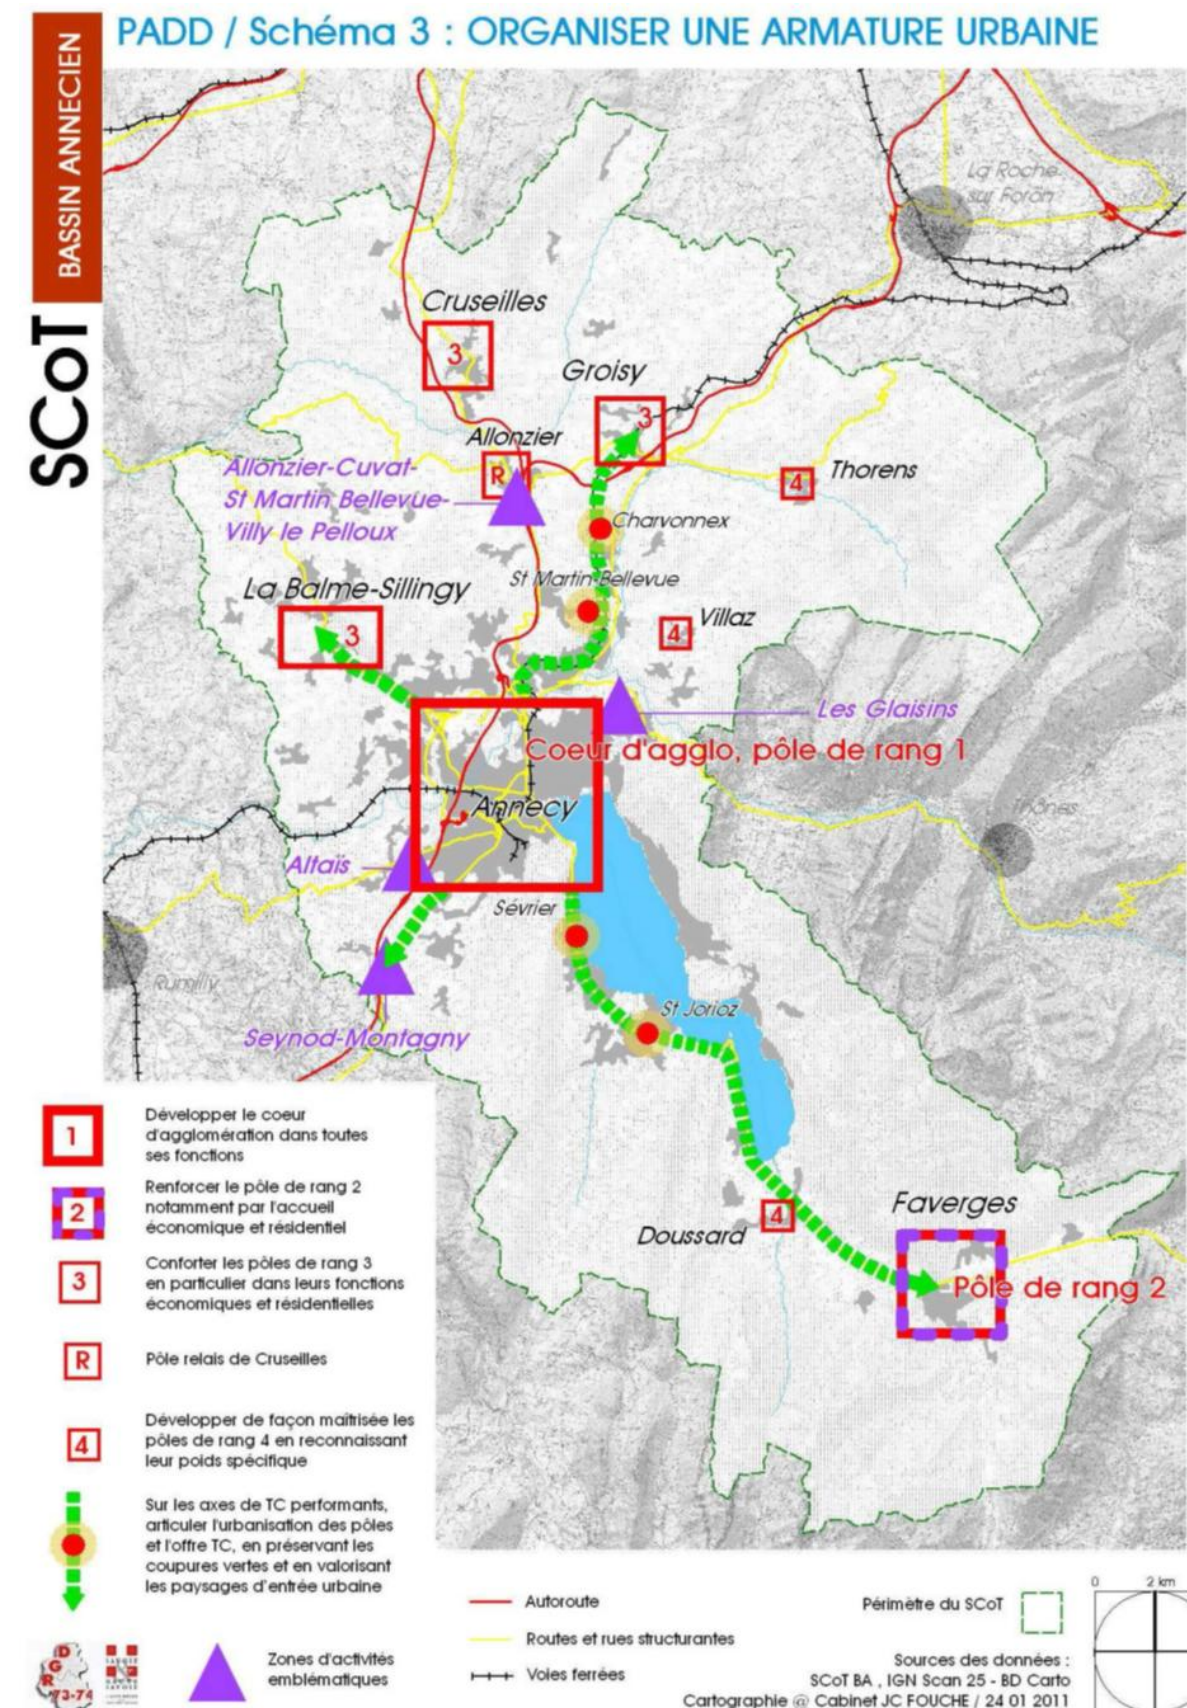 PADD / Schéma 3 : ORGANISER UNE ARMATURE URBAINE
BASSIN ANNECIEN
SCoT
La Roche
sur Foron
Cruseilles
3
Groisy
3
Allonzier
R
Thorens
4
Allonzier-Cuvat-
St Martin Bellevue-
Villy le Pelloux
Charvonnex
St Martin-Bellevue
La Balme-Sillingy
3
Villaz
4
Les Glaisins
Coeur d'agglo, pôle de rang 1
Annecy
Thônes
Altaïs
Sévrier
Rumilly
St Jorioz
Seynod-Montagny
Faverges
4
Doussard
Pôle de rang 2
1
Développer le coeur
d'agglomération dans toutes
ses fonctions
2
Renforcer le pôle de rang 2
notamment par l'accueil
économique et résidentiel
3
Conforter les pôles de rang 3
en particulier dans leurs fonctions
économiques et résidentielles
R
Pôle relais de Cruseilles
4
Développer de façon maîtrisée les
pôles de rang 4 en reconnaissant
leur poids spécifique
Sur les axes de TC performants,
articuler l'urbanisation des pôles
et l'offre TC, en préservant les
coupures vertes et en valorisant
les paysages d'entrée urbaine
D
G
R
73-74
Zones d'activités
emblématiques
Autoroute
Routes et rues structurantes
Voies ferrées
Périmètre du SCoT
0 2 km
Sources des données :
SCoT BA , IGN Scan 25 - BD Carto
Cartographie @ Cabinet JC FOUCHE / 24 01 2011